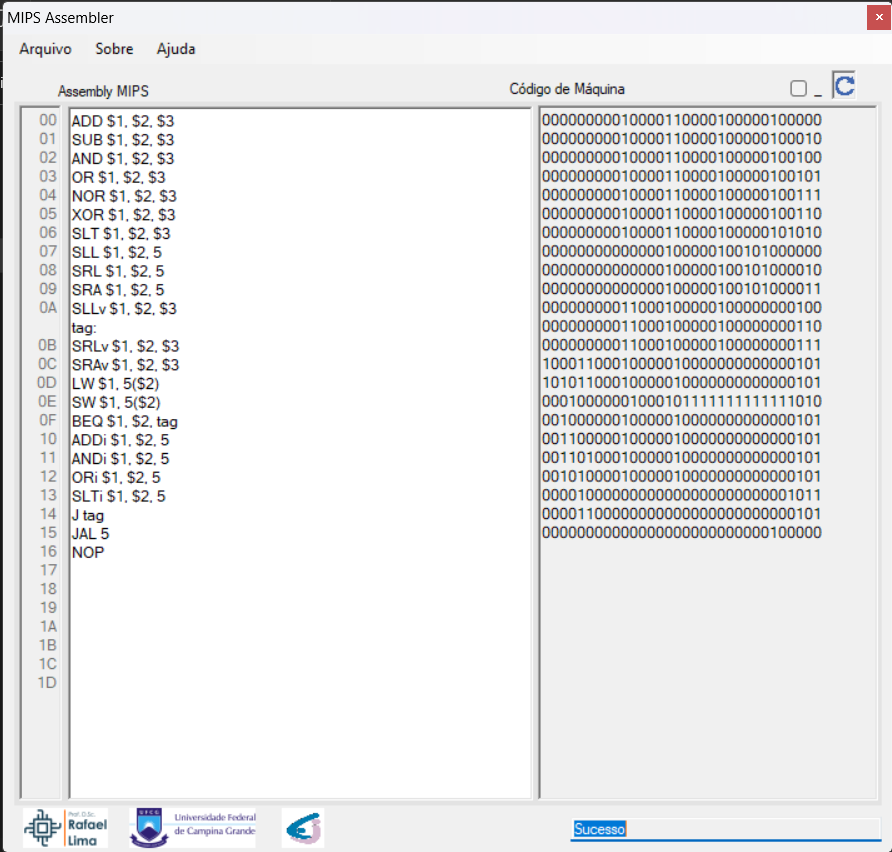 MIPS Assembler
Arquivo Sobre Ajuda
Assembly MIPS
Código de Máquina
_
00
01
02
03
04
05
06
07
08
09
0A
0B
0C
0D
0E
0F
10
11
12
13
14
15
16
17
18
19
1A
1B
1C
1D
ADD $1, $2, $3
SUB $1, $2, $3
AND $1, $2, $3
OR $1, $2, $3
NOR $1, $2, $3
XOR $1, $2, $3
SLT $1, $2, $3
SLL $1, $2, 5
SRL $1, $2, 5
SRA $1, $2, 5
SLLv $1, $2, $3
tag:
SRLv $1, $2, $3
SRAv $1, $2, $3
LW $1, 5($2)
SW $1, 5($2)
BEQ $1, $2, tag
ADDi $1, $2, 5
ANDi $1, $2, 5
ORi $1, $2, 5
SLTi $1, $2, 5
J tag
JAL 5
NOP
00000000010000110000100000100000
00000000010000110000100000100010
00000000010000110000100000100100
00000000010000110000100000100101
00000000010000110000100000100111
00000000010000110000100000100110
00000000010000110000100000101010
00000000000000100000100101000000
00000000000000100000100101000010
00000000000000100000100101000011
00000000011000100000100000000100
00000000011000100000100000000110
00000000011000100000100000000111
10001100010000010000000000000101
10101100010000010000000000000101
00010000001000101111111111111010
00100000010000010000000000000101
00110000010000010000000000000101
00110100010000010000000000000101
00101000010000010000000000000101
00001000000000000000000000001011
00001100000000000000000000000101
00000000000000000000000000100000
Prof. D.Sc.
Rafael
Lima
UFCG
Universidade Federal
de Campina Grande
Sucesso